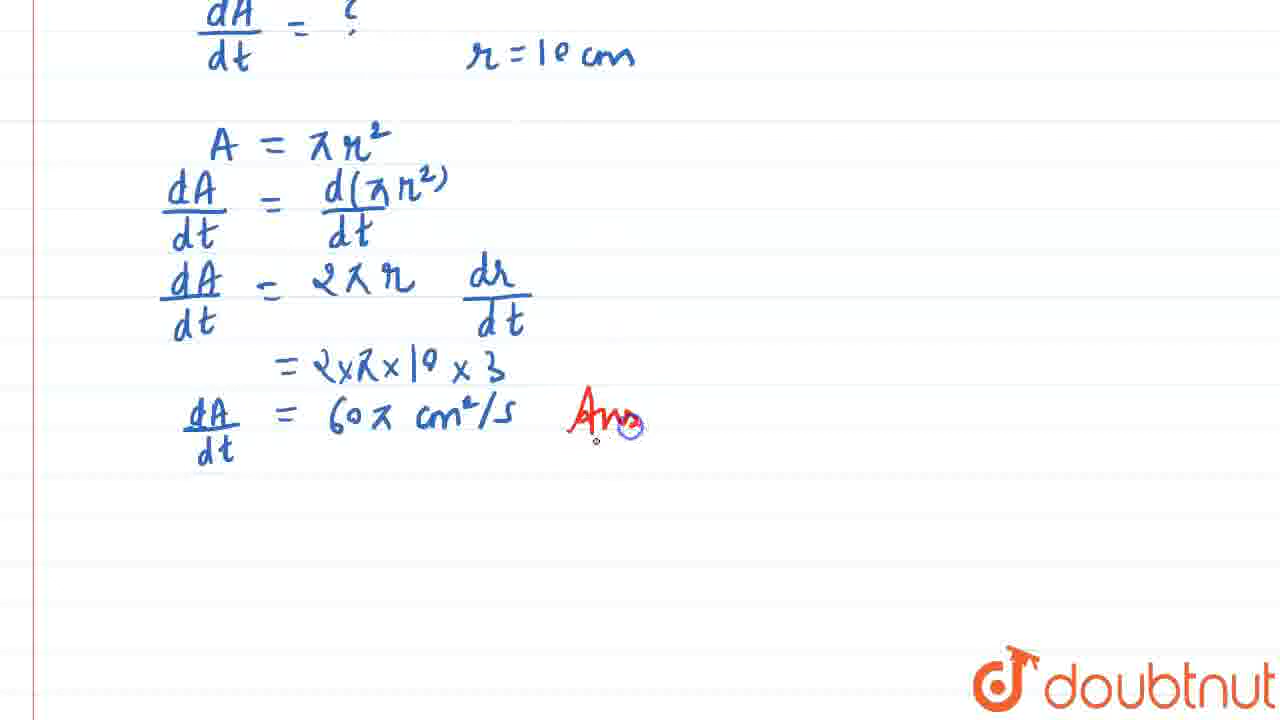 dA/dt = ?
r = 10 cm
A = πr²
dA/dt = d(πr²)/dt
dA/dt = 2πr dr/dt
= 2×π×10×3
dA/dt = 60π cm²/s Ans
doubtnut